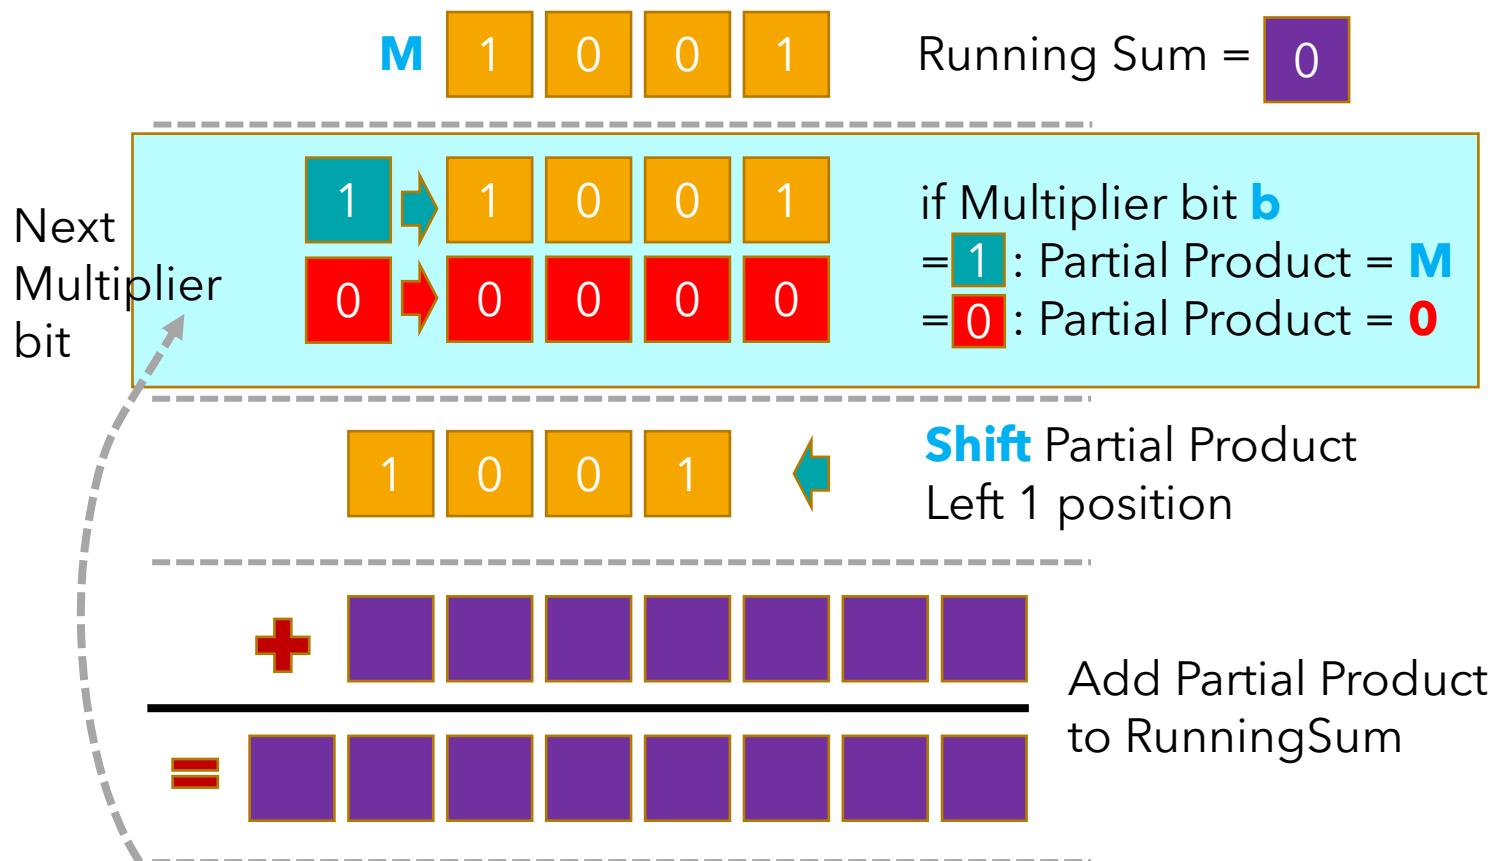 M 1 0 0 1 Running Sum = 0
1 1 0 0 1
0 0 0 0 0
Next
Multiplier
bit
if Multiplier bit b
= 1 : Partial Product = M
= 0 : Partial Product = 0
1 0 0 1
Shift Partial Product
Left 1 position
+
=
Add Partial Product
to RunningSum